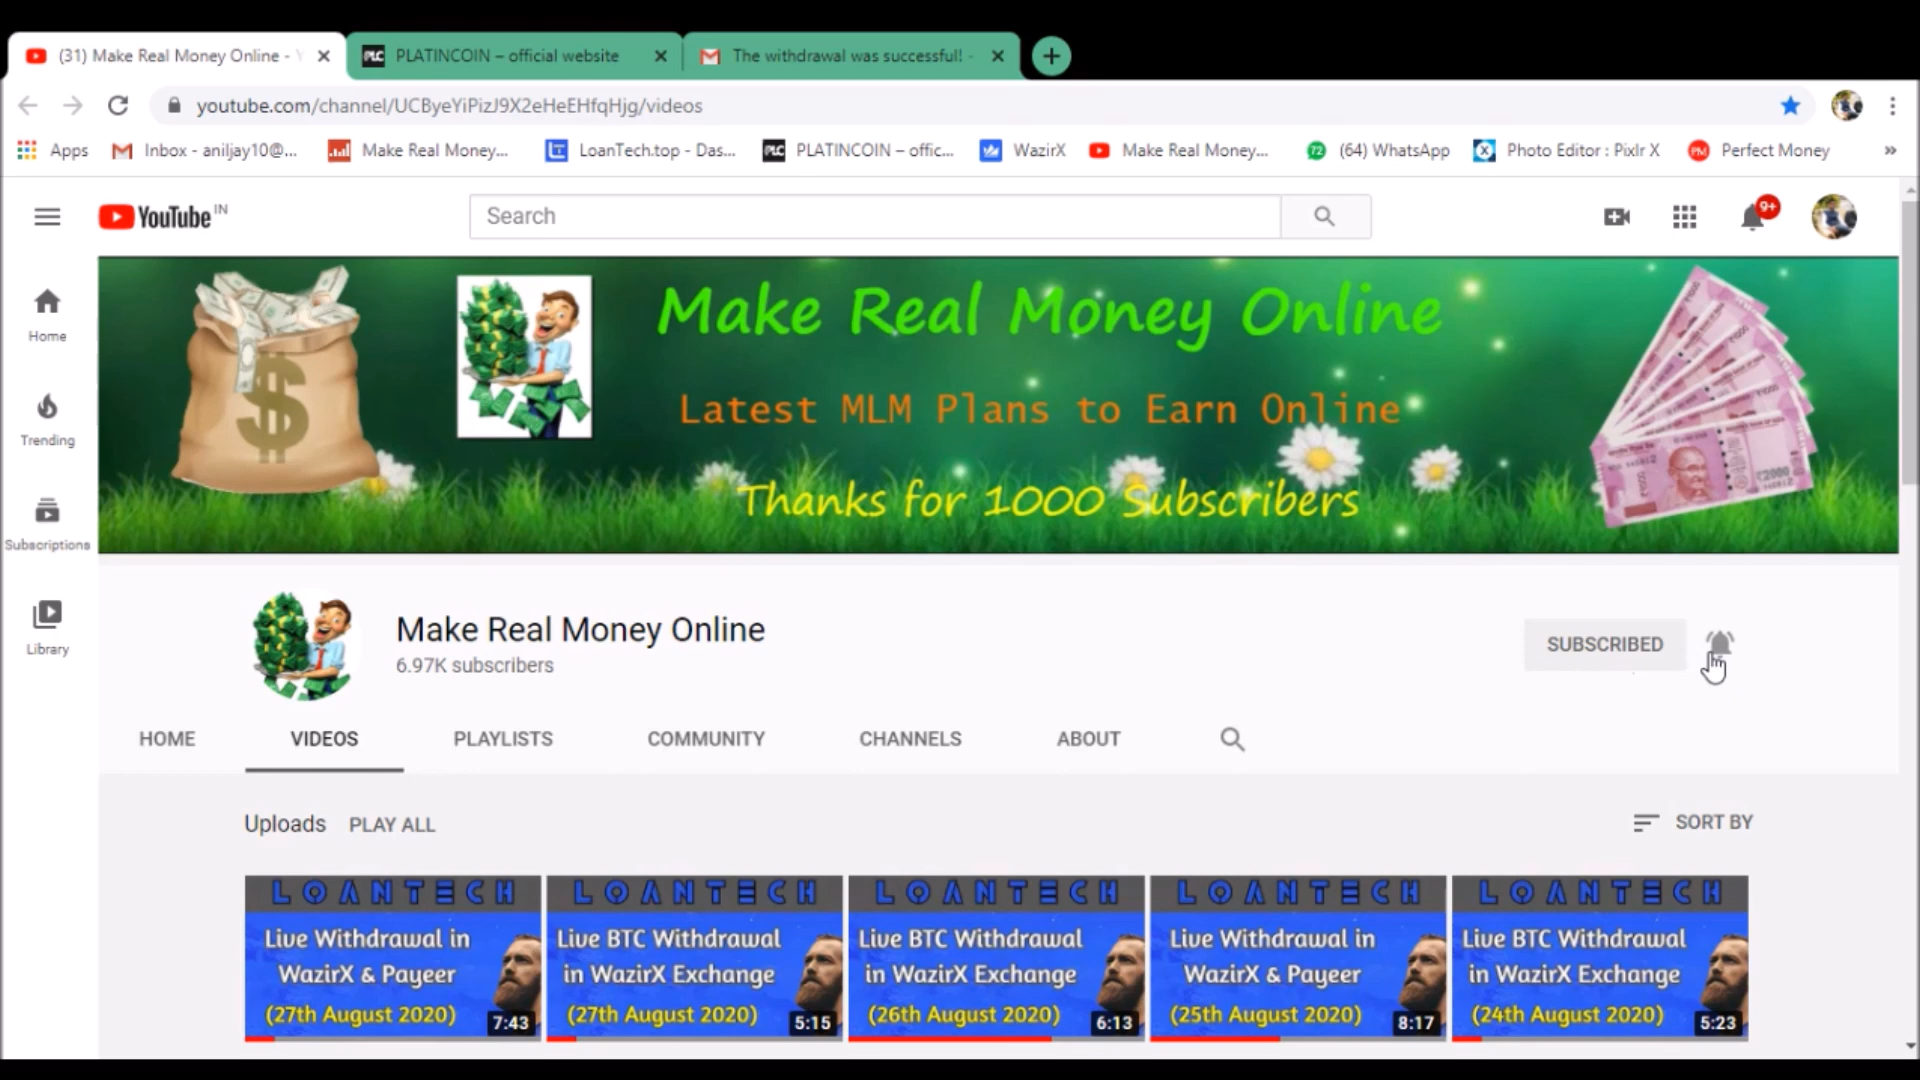 (31) Make Real Money Online -
PLATINCOIN – official website
The withdrawal was successful! -
youtube.com/channel/UCByeYiPizJ9X2eHeEHfqHjg/videos
Apps
Inbox - aniljay10@...
Make Real Money...
LoanTech.top - Das...
PLC
PLATINCOIN – offic...
WazirX
Make Real Money...
72
(64) WhatsApp
Photo Editor : Pixlr X
PM
Perfect Money
»
YouTube IN
Search
9+
Home
Trending
Subscriptions
Library
$
Make Real Money Online
Latest MLM Plans to Earn Online
Thanks for 1000 Subscribers
₹2000
Make Real Money Online
6.97K subscribers
SUBSCRIBED
HOME
VIDEOS
PLAYLISTS
COMMUNITY
CHANNELS
ABOUT
Uploads
PLAY ALL
SORT BY
LOANTECH
Live Withdrawal in
WazirX & Payeer
(27th August 2020)
7:43
LOANTECH
Live BTC Withdrawal
in WazirX Exchange
(27th August 2020)
5:15
LOANTECH
Live BTC Withdrawal
in WazirX Exchange
(26th August 2020)
6:13
LOANTECH
Live Withdrawal in
WazirX & Payeer
(25th August 2020)
8:17
LOANTECH
Live BTC Withdrawal
in WazirX Exchange
(24th August 2020)
5:23